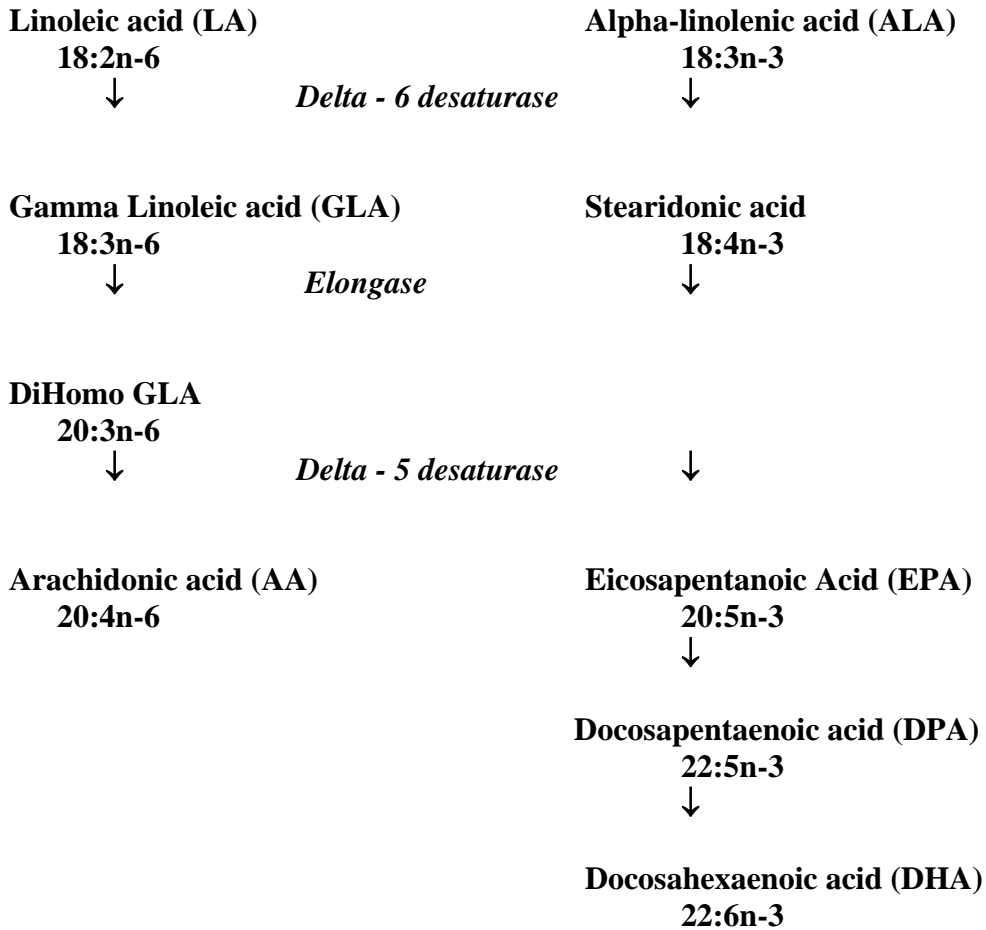 Linoleic acid (LA) Alpha-linolenic acid (ALA)
18:2n-6 18:3n-3
↓ Delta - 6 desaturase ↓
Gamma Linoleic acid (GLA) Stearidonic acid
18:3n-6 18:4n-3
↓ Elongase ↓
DiHomo GLA
20:3n-6
↓ Delta - 5 desaturase ↓
Arachidonic acid (AA) Eicosapentanoic Acid (EPA)
20:4n-6 20:5n-3
↓
Docosapentaenoic acid (DPA)
22:5n-3
↓
Docosahexaenoic acid (DHA)
22:6n-3